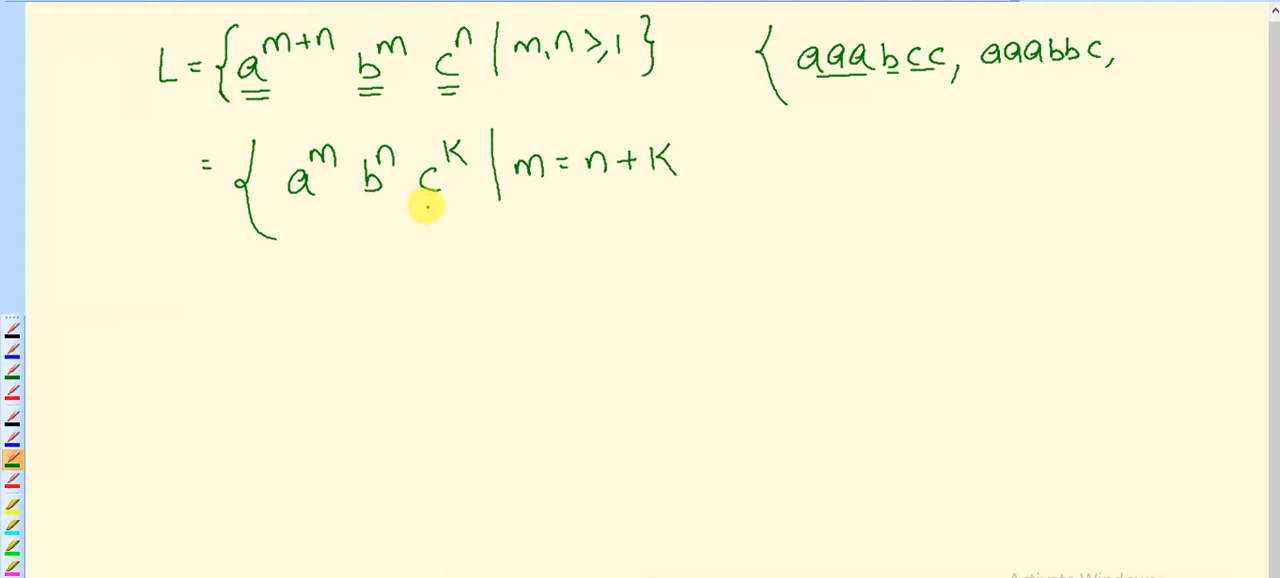 L = { a^{m+n} b^m c^n | m,n ≥ 1 } { aaabcc, aaabbc,
= { a^m b^n c^k | m = n + k